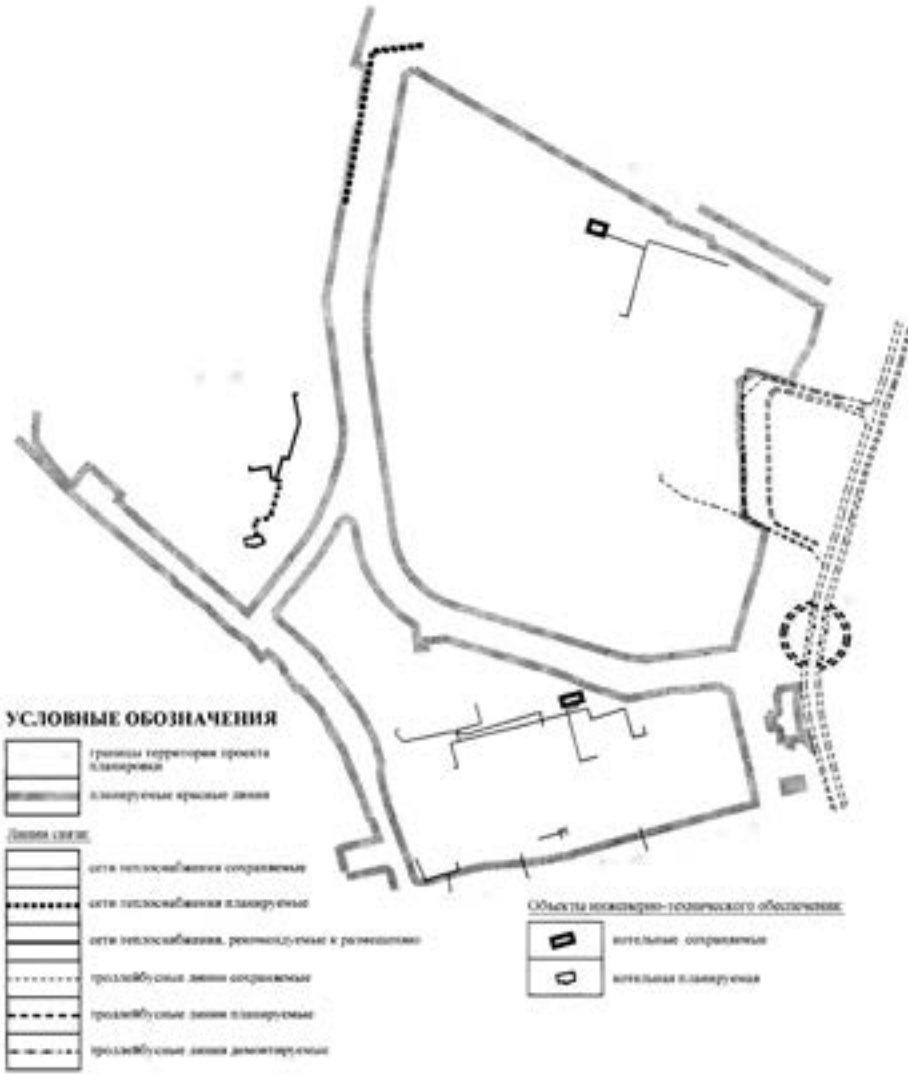 УСЛОВНЫЕ ОБОЗНАЧЕНИЯ
границы территории проекта
планировки
планируемые красные линии
Линии связи:
сети теплоснабжения сохраняемые
сети теплоснабжения планируемые
сети теплоснабжения, рекомендуемые к размещению
троллейбусные линии сохраняемые
троллейбусные линии планируемые
троллейбусные линии демонтируемые
Объекты инженерно-технического обеспечения:
котельные сохраняемые
котельная планируемая